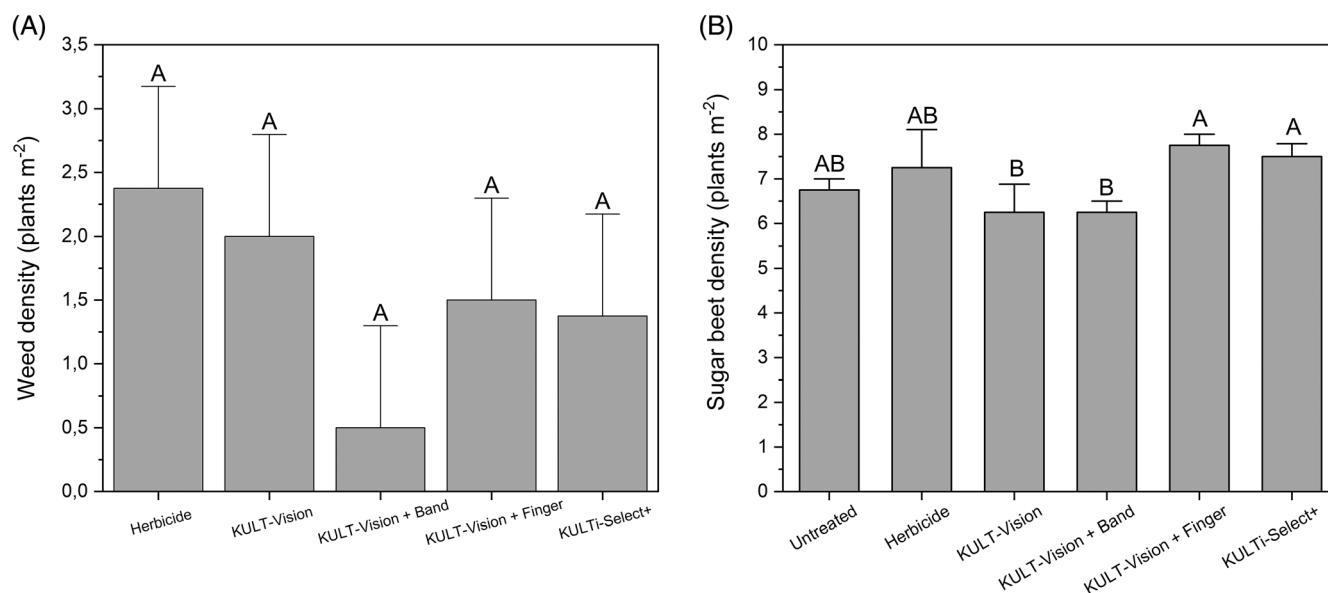 (A)
Weed density (plants m⁻²)
3,5
3,0
2,5
2,0
1,5
1,0
0,5
0,0
A
A
A
A
A
Herbicide
KULT-Vision
KULT-Vision + Band
KULT-Vision + Finger
KULTi-Select+
(B)
Sugar beet density (plants m⁻²)
10
9
8
7
6
5
4
3
2
1
0
AB
AB
B
B
A
A
Untreated
Herbicide
KULT-Vision
KULT-Vision + Band
KULT-Vision + Finger
KULTi-Select+